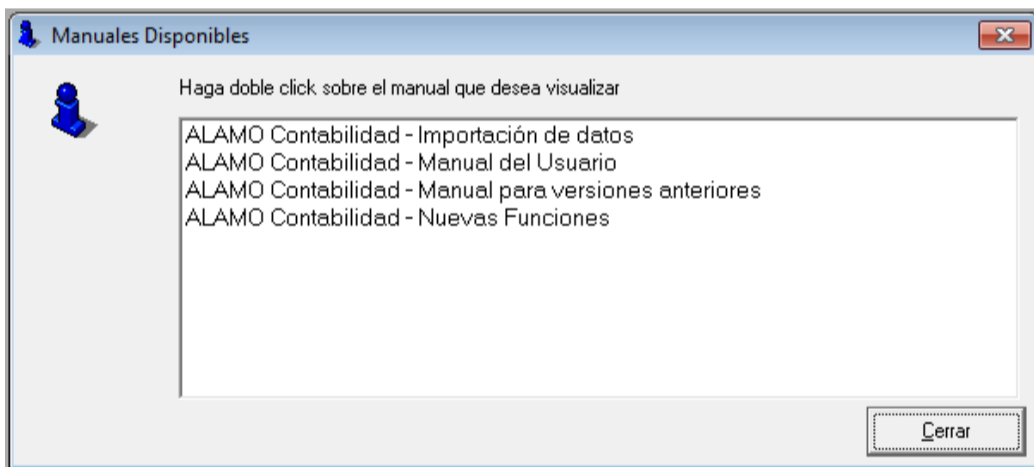 Manuales Disponibles
Haga doble click sobre el manual que desea visualizar
ALAMO Contabilidad - Importación de datos
ALAMO Contabilidad - Manual del Usuario
ALAMO Contabilidad - Manual para versiones anteriores
ALAMO Contabilidad - Nuevas Funciones
Cerrar